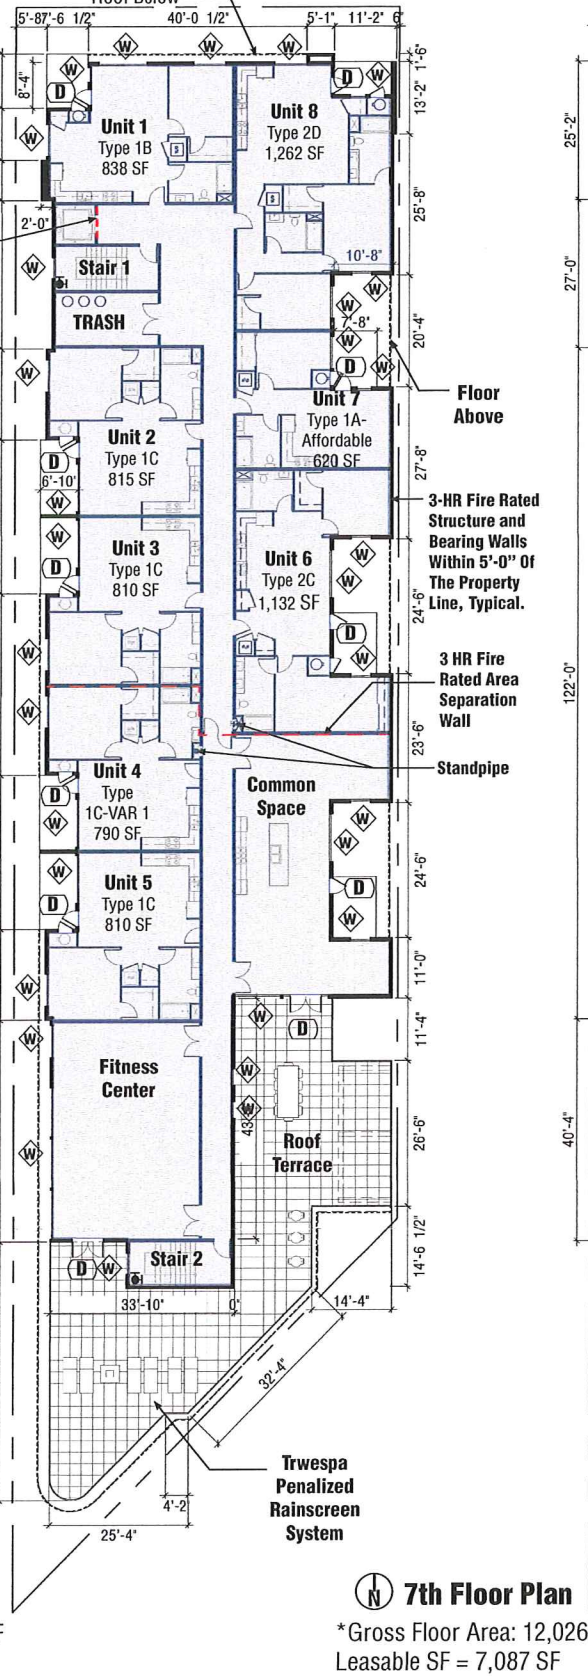 Roof Below
5'-8"
7'-6 1/2"
40'-0 1/2"
5'-1"
11'-2"
6"
W
W
W
W
W
D
D
8'-4"
1'-6"
13'-2"
25'-2"
Unit 1
Type 1B
838 SF
Unit 8
Type 2D
1,262 SF
W
25'-8"
2'-0"
10'-8"
27'-0"
W
Stair 1
TRASH
W
W
7'-8"
20'-4"
W
W
D
W
Floor
Above
Unit 7
Type 1A-
Affordable
620 SF
Unit 2
Type 1C
815 SF
D
6'-10"
W
27'-8"
3-HR Fire Rated
Structure and
Bearing Walls
Within 5'-0" Of
The Property
Line, Typical.
W
D
Unit 3
Type 1C
810 SF
Unit 6
Type 2C
1,132 SF
W
W
D
W
24'-6"
W
3 HR Fire
Rated Area
Separation
Wall
122'-0"
W
23'-6"
Standpipe
D
W
Unit 4
Type
1C-VAR 1
790 SF
Common
Space
W
W
D
W
24'-6"
W
D
Unit 5
Type 1C
810 SF
11'-0"
W
W
D
11'-4"
W
Fitness
Center
W
W
43'
Roof
Terrace
26'-6"
40'-4"
W
14'-6 1/2"
D
W
Stair 2
33'-10"
0"
14'-4"
32'-4"
Trwespa
Penalized
Rainscreen
System
4'-2"
25'-4"
N
7th Floor Plan
*Gross Floor Area: 12,026
Leasable SF = 7,087 SF